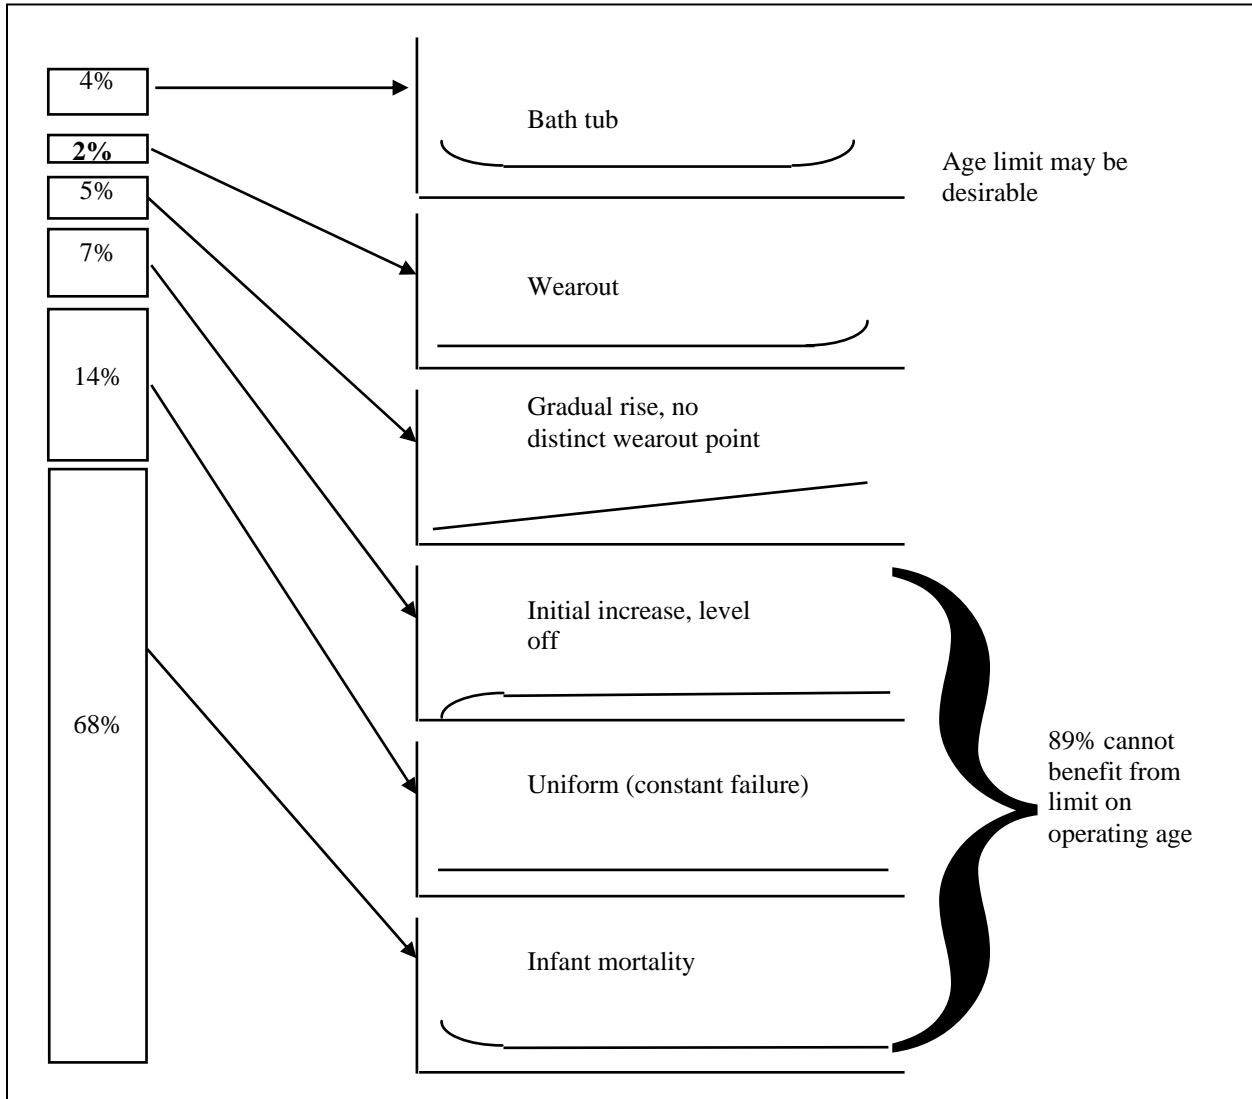 4%
Bath tub
2%
Age limit may be
desirable
5%
7%
Wearout
14%
Gradual rise, no
distinct wearout point
Initial increase, level
off
68%
89% cannot
benefit from
limit on
operating age
Uniform (constant failure)
Infant mortality